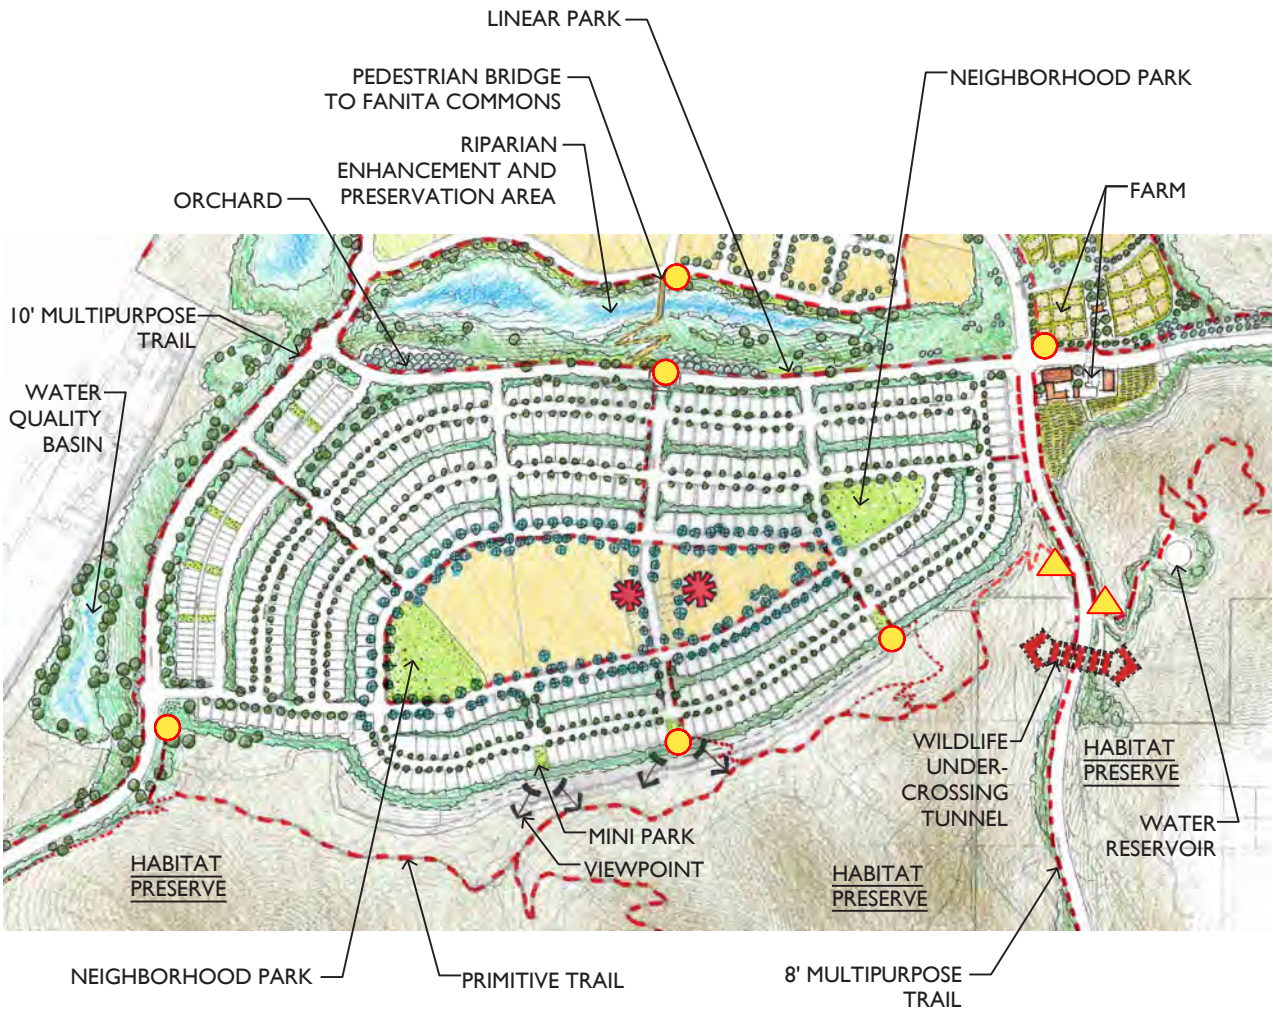 LINEAR PARK
PEDESTRIAN BRIDGE
TO FANITA COMMONS
NEIGHBORHOOD PARK
RIPARIAN
ENHANCEMENT AND
PRESERVATION AREA
ORCHARD
FARM
10' MULTIPURPOSE
TRAIL
WATER
QUALITY
BASIN
WILDLIFE
UNDER-
CROSSING
TUNNEL
HABITAT
PRESERVE
WATER
RESERVOIR
MINI PARK
VIEWPOINT
HABITAT
PRESERVE
HABITAT
PRESERVE
NEIGHBORHOOD PARK
PRIMITIVE TRAIL
8' MULTIPURPOSE
TRAIL